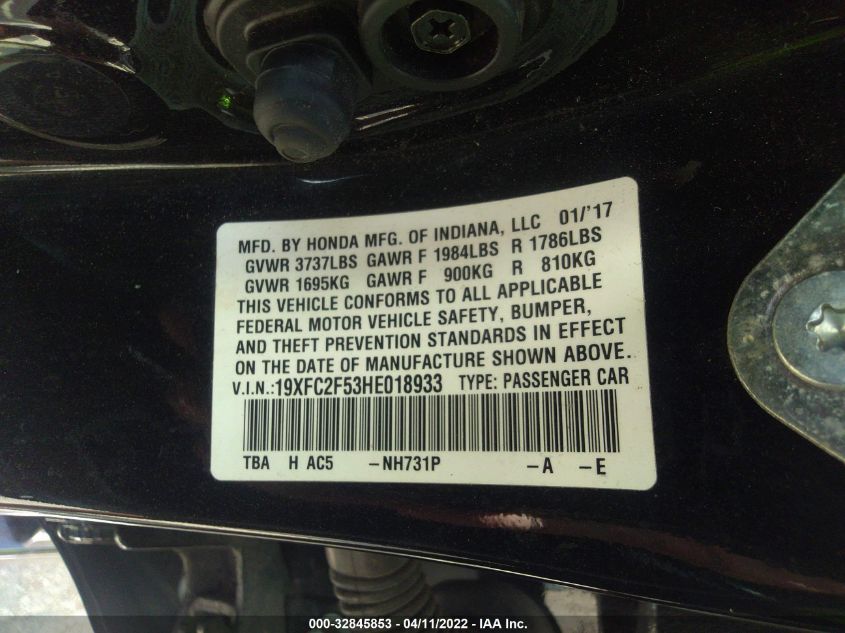 MFD. BY HONDA MFG. OF INDIANA, LLC 01/'17
GVWR 3737LBS GAWR F 1984LBS R 1786LBS
GVWR 1695KG GAWR F 900KG R 810KG
THIS VEHICLE CONFORMS TO ALL APPLICABLE
FEDERAL MOTOR VEHICLE SAFETY, BUMPER,
AND THEFT PREVENTION STANDARDS IN EFFECT
ON THE DATE OF MANUFACTURE SHOWN ABOVE.
V.I.N.:19XFC2F53HE018933 TYPE: PASSENGER CAR
TBA H AC5 -NH731P -A -E
000-32845853 - 04/11/2022 - IAA Inc.